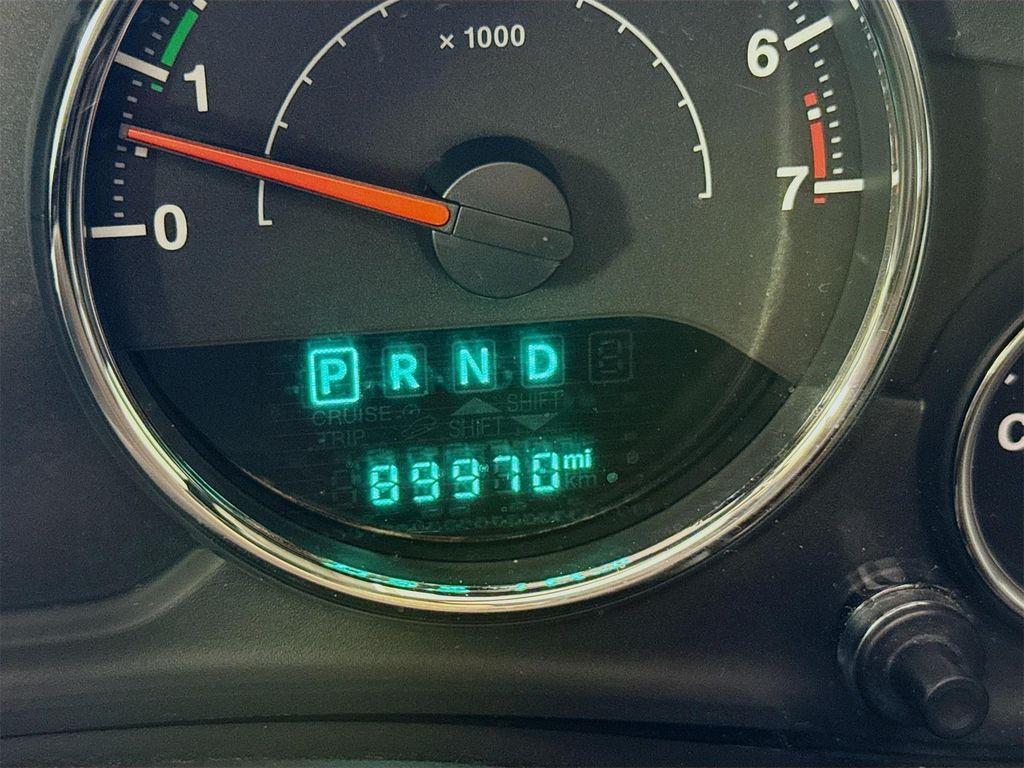 × 1000
6
1
7
0
P R N D
CRUISE SHIFT
TRIP SHIFT
89970 mi
km
C